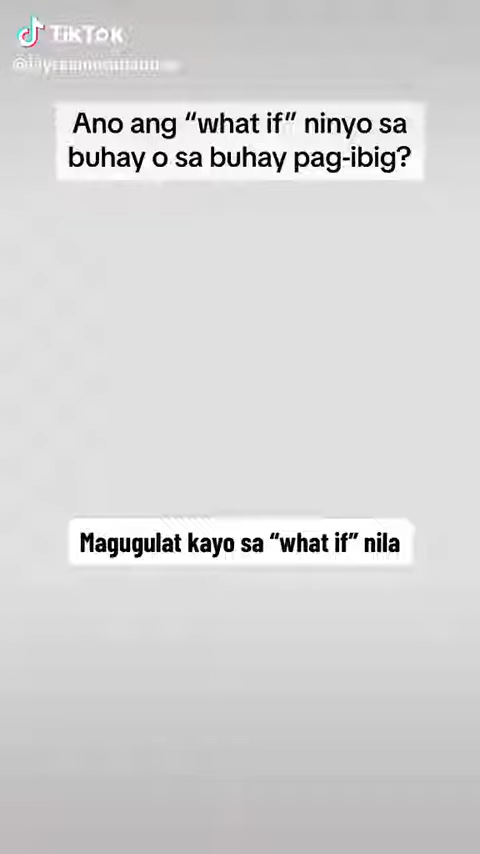 TikTok
Ano ang “what if” ninyo sa
buhay o sa buhay pag-ibig?
Magugulat kayo sa “what if” nila